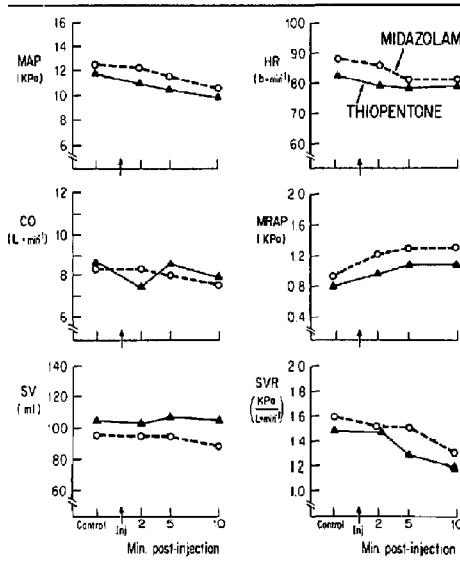 MAP
(KPa)
16
14
12
10
8
6
HR
(b·min⁻¹)
100
90
80
70
60
MIDAZOLAM
THIOPENTONE
CO
(L·min⁻¹)
12
10
8
6
MRAP
(KPa)
2.0
1.6
1.2
0.8
0.4
SV
(ml)
140
120
100
80
60
Control
Inj
2
5
10
Min. post-injection
SVR
(KPa
L·min⁻¹)
2.0
1.8
1.6
1.4
1.2
1.0
Control
Inj
2
5
10
Min. post-injection